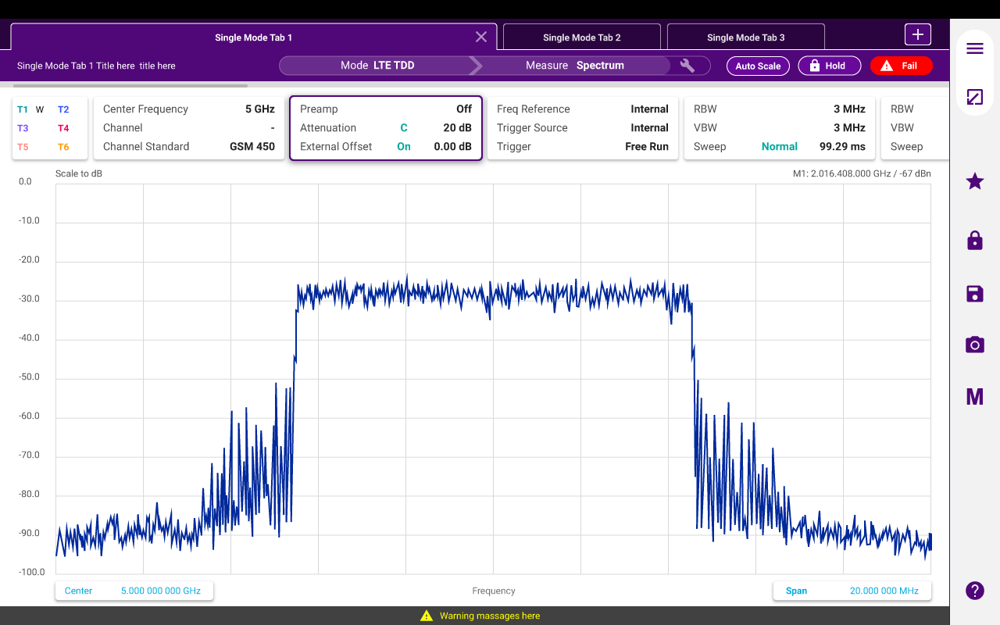 Single Mode Tab 1
Single Mode Tab 2
Single Mode Tab 3
Single Mode Tab 1 Title here title here
Mode LTE TDD
Measure Spectrum
Auto Scale
Hold
Fail
T1 W T2
T3 T4
T5 T6
Center Frequency 5 GHz
Channel -
Channel Standard GSM 450
Preamp Off
Attenuation C 20 dB
External Offset On 0.00 dB
Freq Reference Internal
Trigger Source Internal
Trigger Free Run
RBW 3 MHz
VBW 3 MHz
Sweep Normal 99.29 ms
RBW
VBW
Sweep
Scale to dB
M1: 2.016.408.000 GHz / -67 dBn
0.0
-10.0
-20.0
-30.0
-40.0
-50.0
-60.0
-70.0
-80.0
-90.0
-100.0
Center 5.000 000 000 GHz
Frequency
Span 20.000 000 MHz
Warning massages here
M